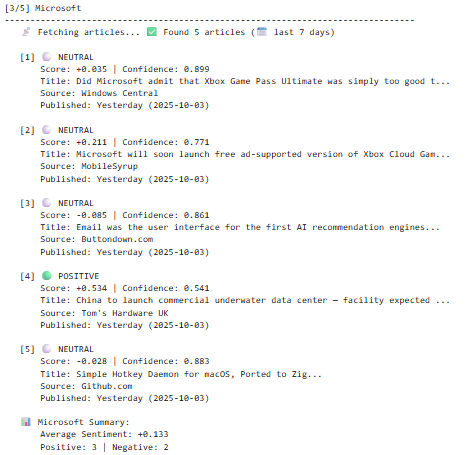 [3/5] Microsoft
--------------------------------------------------------------------------------
📡 Fetching articles... ✅ Found 5 articles (📅 last 7 days)
[1] ⚪ NEUTRAL
Score: +0.035 | Confidence: 0.899
Title: Did Microsoft admit that Xbox Game Pass Ultimate was simply too good t...
Source: Windows Central
Published: Yesterday (2025-10-03)
[2] ⚪ NEUTRAL
Score: +0.211 | Confidence: 0.771
Title: Microsoft will soon launch free ad-supported version of Xbox Cloud Gam...
Source: MobileSyrup
Published: Yesterday (2025-10-03)
[3] ⚪ NEUTRAL
Score: -0.085 | Confidence: 0.861
Title: Email was the user interface for the first AI recommendation engines...
Source: Buttondown.com
Published: Yesterday (2025-10-03)
[4] 🟢 POSITIVE
Score: +0.534 | Confidence: 0.541
Title: China to launch commercial underwater data center — facility expected ...
Source: Tom's Hardware UK
Published: Yesterday (2025-10-03)
[5] ⚪ NEUTRAL
Score: -0.028 | Confidence: 0.883
Title: Simple Hotkey Daemon for macOS, Ported to Zig...
Source: Github.com
Published: Yesterday (2025-10-03)
📊 Microsoft Summary:
Average Sentiment: +0.133
Positive: 3 | Negative: 2